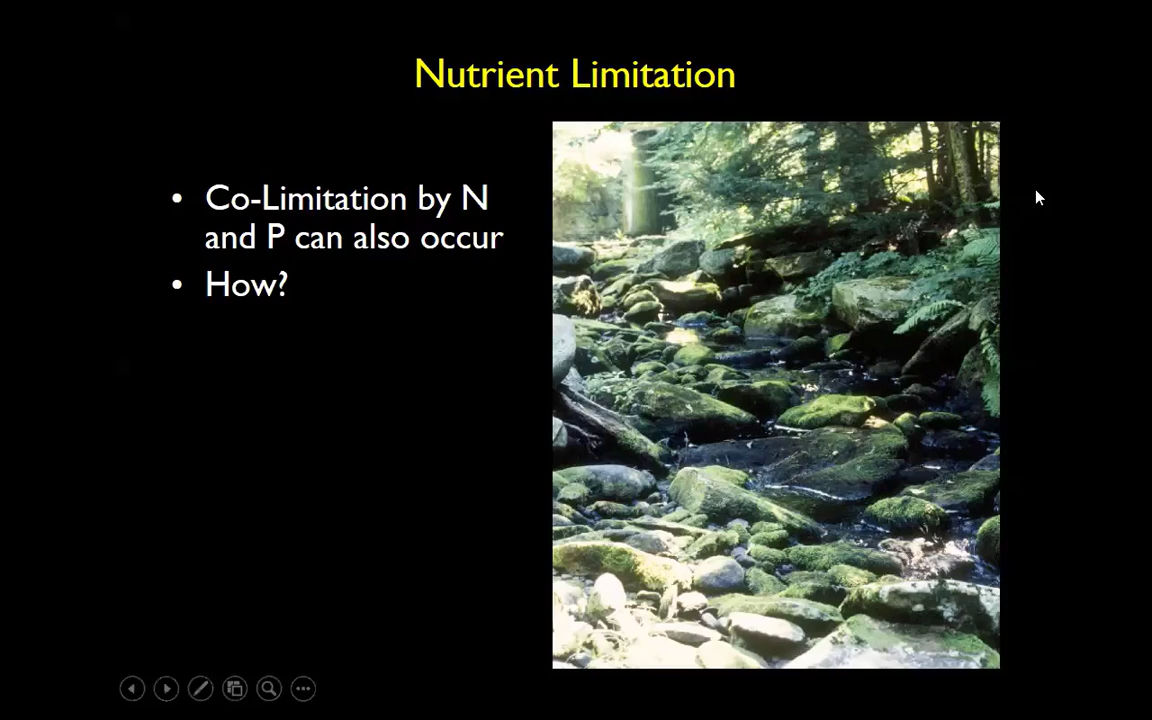 Nutrient Limitation
• Co-Limitation by N
and P can also occur
• How?